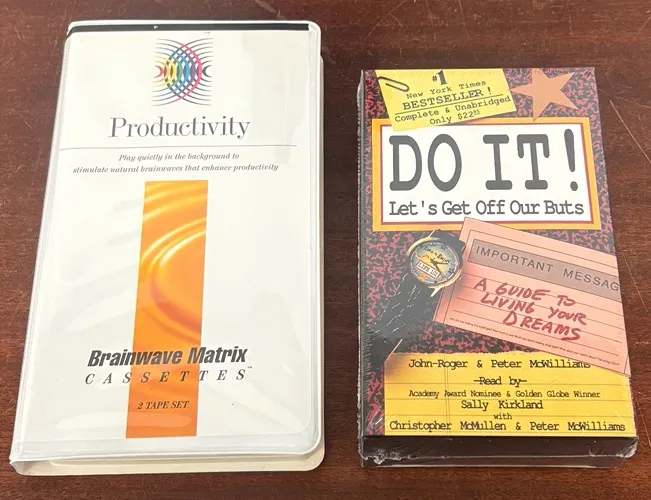 Productivity
Play quietly in the background to
stimulate natural brainwaves that enhance productivity
Brainwave Matrix
CASSETTES™
2 TAPE SET
#1
New York Times
BESTSELLER!
Complete & Unabridged
Only $22.95
DO IT!
Let's Get Off Our Buts
IMPORTANT MESSAG
A GUIDE TO
LIVING YOUR
DREAMS
John-Roger & Peter McWilliams
-Read by-
Academy Award Nominee & Golden Globe Winner
Sally Kirkland
with
Christopher McMullen & Peter McWilliams